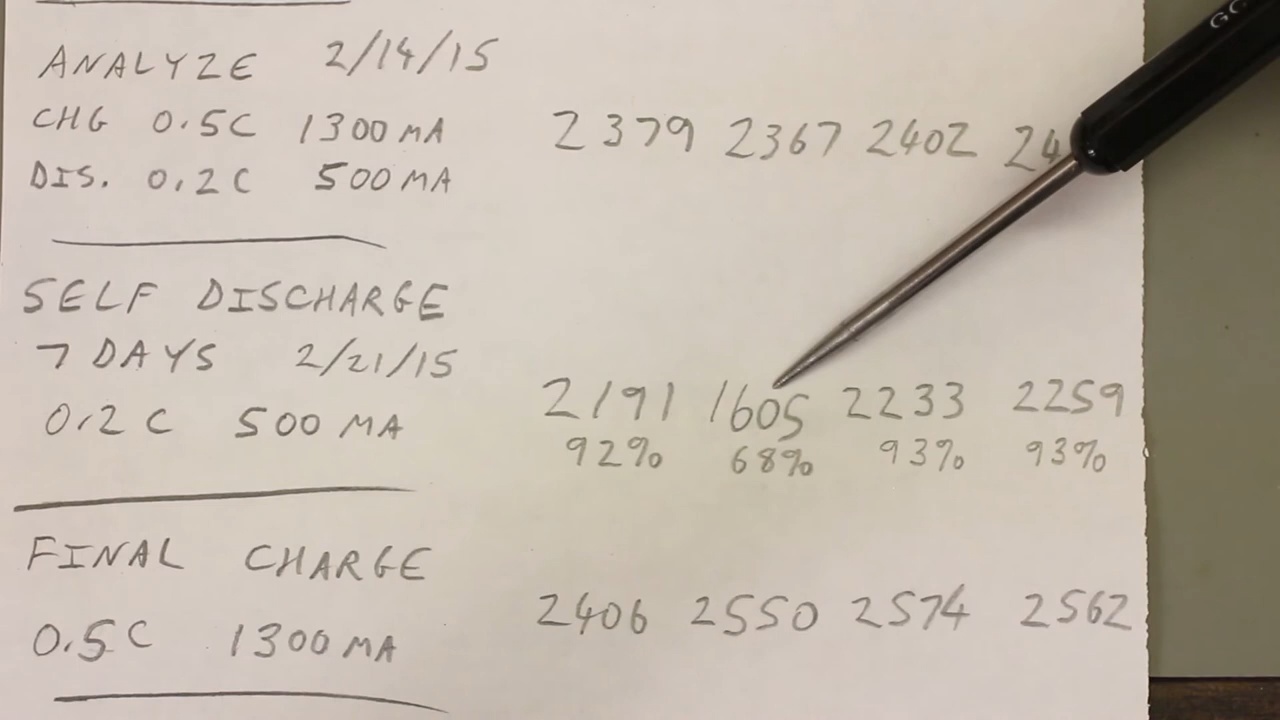 ANALYZE 2/14/15
CHG 0.5C 1300 MA 2379 2367 2402 24
DIS. 0.2C 500 MA
SELF DISCHARGE
7 DAYS 2/21/15
0.2C 500 MA 2191 1605 2233 2259
92% 68% 93% 93%
FINAL CHARGE
0.5C 1300 MA 2406 2550 2574 2562